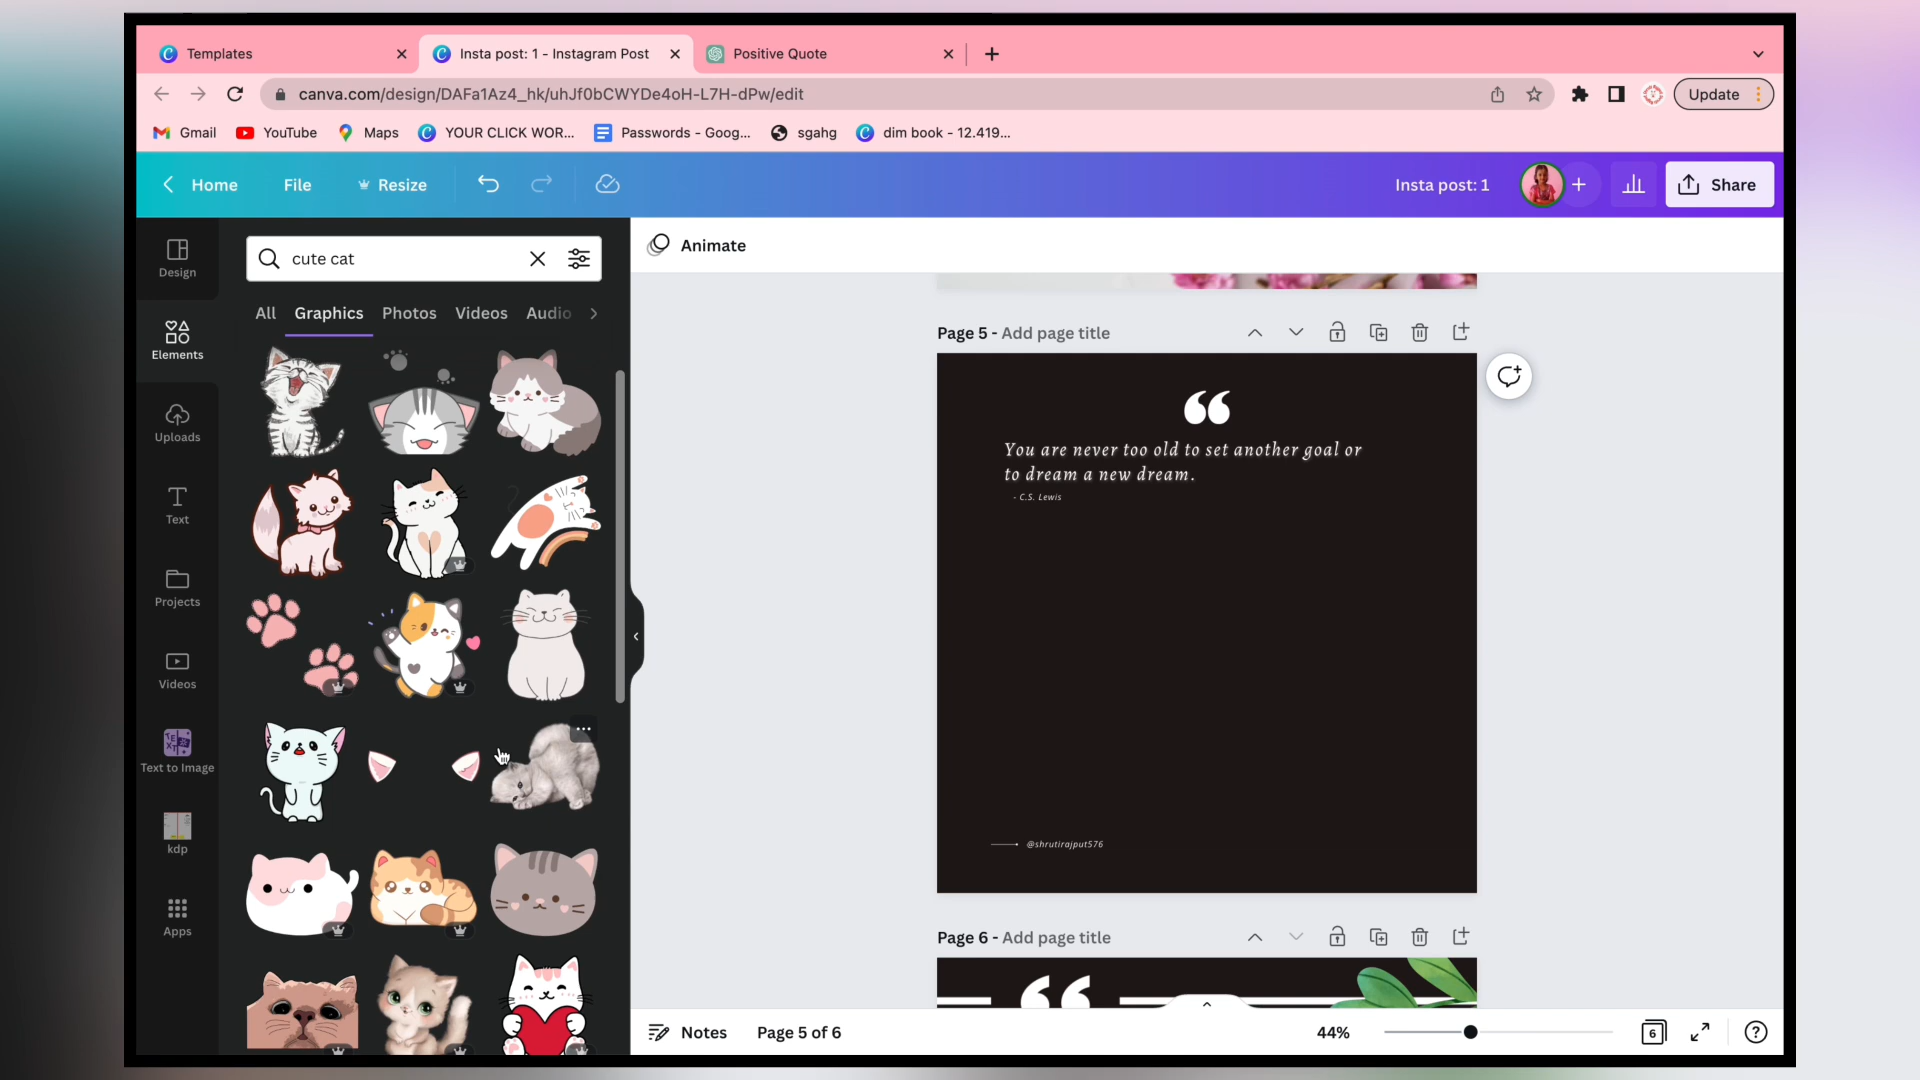 Templates
Insta post: 1 - Instagram Post
Positive Quote
canva.com/design/DAFa1Az4_hk/uhJf0bCWYDe4oH-L7H-dPw/edit
Update
Gmail
YouTube
Maps
YOUR CLICK WOR...
Passwords - Goog...
sgahg
dim book - 12.419...
Home
File
Resize
Insta post: 1
Share
Design
Elements
Uploads
Text
Projects
Videos
Text to Image
kdp
Apps
cute cat
All
Graphics
Photos
Videos
Audio
Animate
Page 5 - Add page title
“
You are never too old to set another goal or
to dream a new dream.
- C.S. Lewis
@shrutirajput576
Page 6 - Add page title
Notes
Page 5 of 6
44%
6